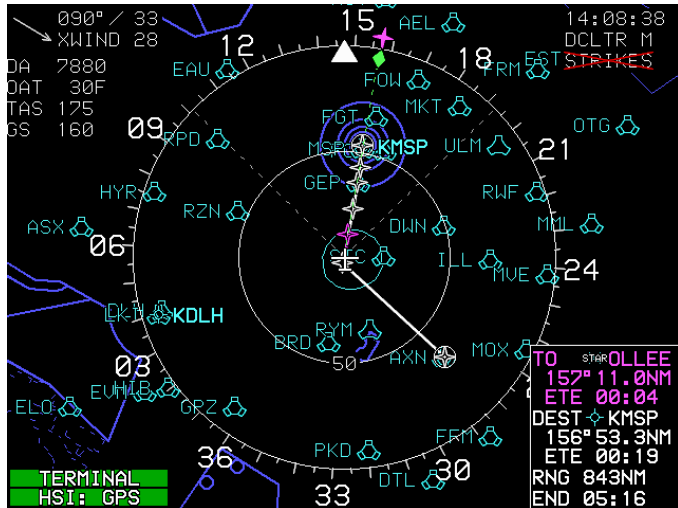 090° / 33
XWIND 28
DA 7880
OAT 30F
TAS 175
GS 160
14:08:38
DCLTR M
STRIKES
12
15
18
AEL
EAU
FOW
FRM
EST
MKT
FGT
OTG
09
RPD
KMSP
ULM
21
GEP
HYR
RWF
RZN
ASX
DWN
MML
06
ILL
MVE
24
KDLH
RYM
BRD
50
AXN
MOX
03
HIB
ELO
GRZ
36
PKD
FFM
30
DTL
33
TO STAR OLLEE
157° 11.0NM
ETE 00:04
DEST KMSP
156° 53.3NM
ETE 00:19
RNG 843NM
END 05:16
TERMINAL
HSI: GPS